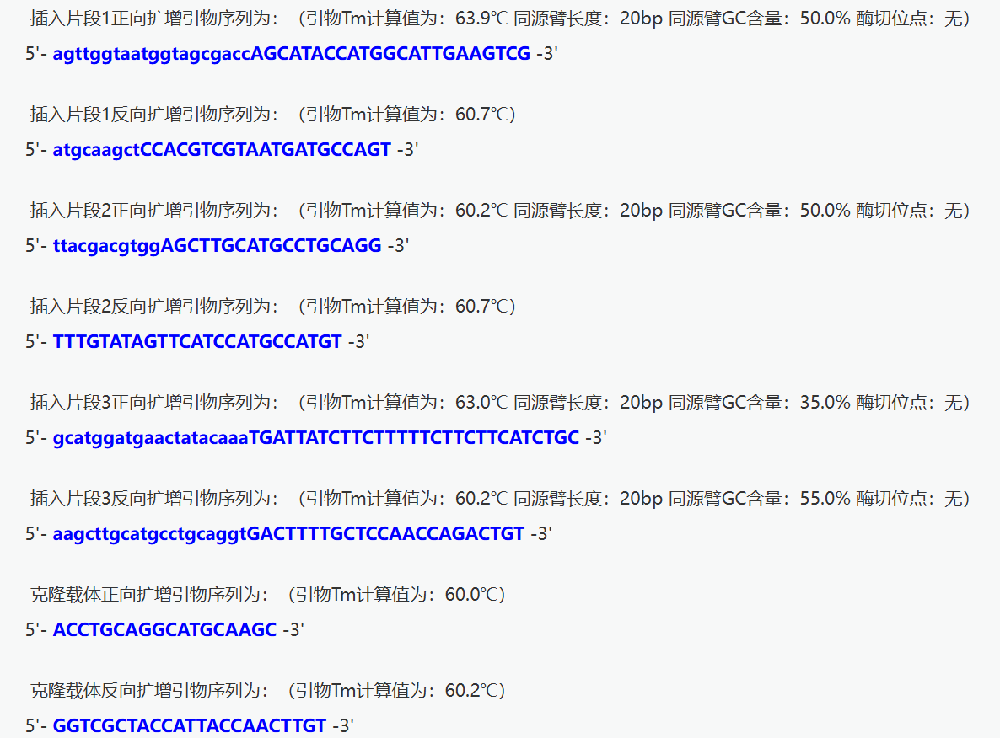 插入片段1正向扩增引物序列为：（引物Tm计算值为：63.9℃ 同源臂长度：20bp 同源臂GC含量：50.0% 酶切位点：无）
5'- agttggtaatggtagcgaccAGCATACCATGGCATTGAAGTCG -3'
插入片段1反向扩增引物序列为：（引物Tm计算值为：60.7℃）
5'- atgcaagctCCACGTCGTAATGATGCCAGT -3'
插入片段2正向扩增引物序列为：（引物Tm计算值为：60.2℃ 同源臂长度：20bp 同源臂GC含量：50.0% 酶切位点：无）
5'- ttacgacgtggAGCTTGCATGCCTGCAGG -3'
插入片段2反向扩增引物序列为：（引物Tm计算值为：60.7℃）
5'- TTTGTATAGTTCATCCATGCCATGT -3'
插入片段3正向扩增引物序列为：（引物Tm计算值为：63.0℃ 同源臂长度：20bp 同源臂GC含量：35.0% 酶切位点：无）
5'- gcatggatgaactatacaaaTGATTATCTTCTTTTTCTTCTTCATCTGC -3'
插入片段3反向扩增引物序列为：（引物Tm计算值为：60.2℃ 同源臂长度：20bp 同源臂GC含量：55.0% 酶切位点：无）
5'- aagcttgcatgcctgcaggtGACTTTTGCTCCAACCAGACTGT -3'
克隆载体正向扩增引物序列为：（引物Tm计算值为：60.0℃）
5'- ACCTGCAGGCATGCAAGC -3'
克隆载体反向扩增引物序列为：（引物Tm计算值为：60.2℃）
5'- GGTCGCTACCATTACCAACTTGT -3'